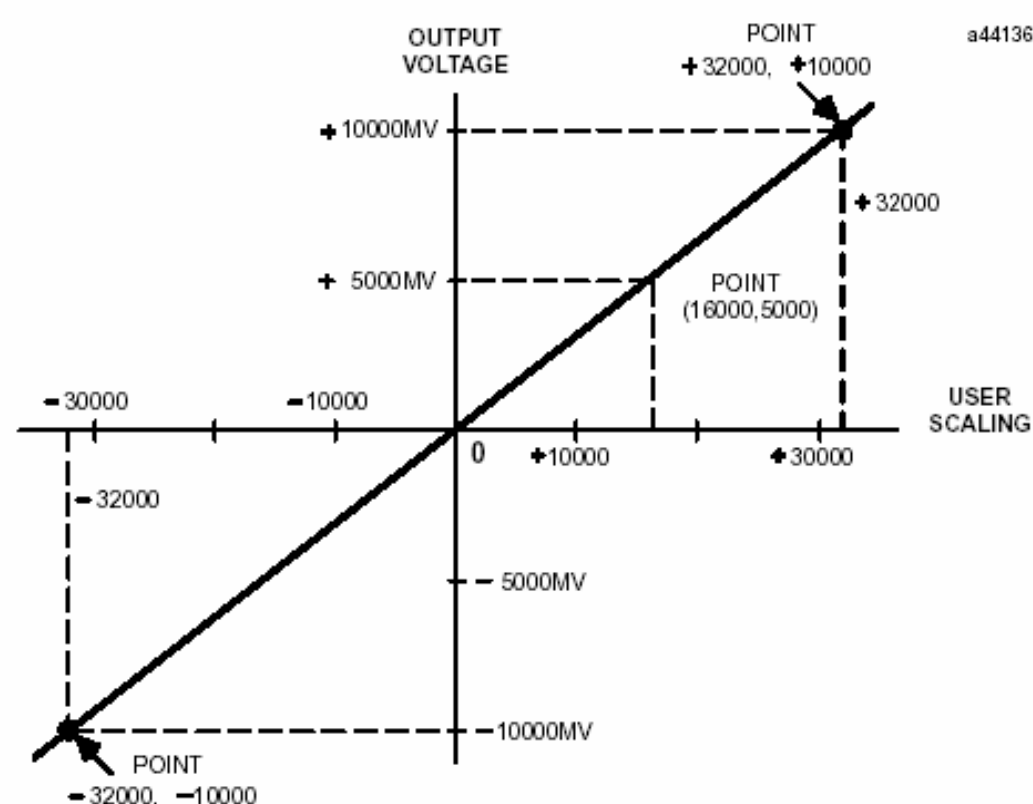 OUTPUT
VOLTAGE
POINT
+32000, +10000
a44136
+ 10000MV
+32000
+ 5000MV
POINT
(16000,5000)
-30000
-10000
USER
SCALING
0
+10000
+30000
-32000
-5000MV
-10000MV
POINT
-32000, -10000